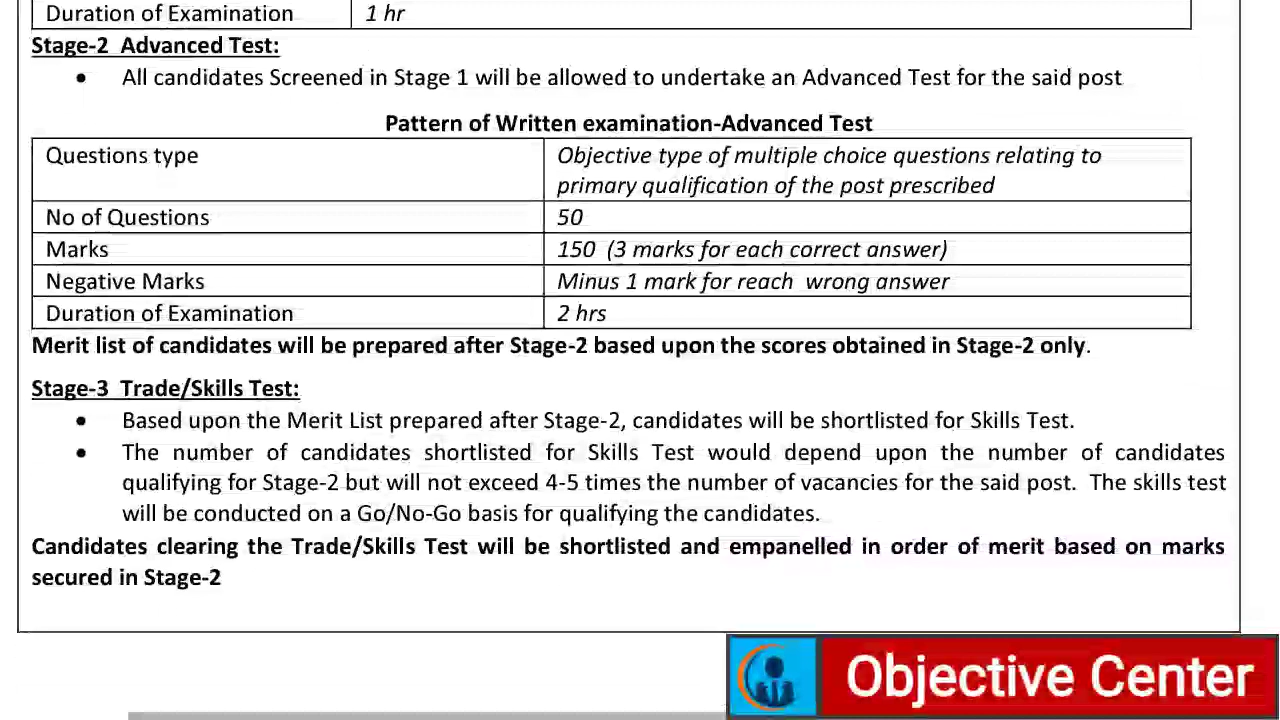 Duration of Examination 1 hr
Stage-2 Advanced Test:
• All candidates Screened in Stage 1 will be allowed to undertake an Advanced Test for the said post
Pattern of Written examination-Advanced Test
Questions type Objective type of multiple choice questions relating to
primary qualification of the post prescribed
No of Questions 50
Marks 150 (3 marks for each correct answer)
Negative Marks Minus 1 mark for reach wrong answer
Duration of Examination 2 hrs
Merit list of candidates will be prepared after Stage-2 based upon the scores obtained in Stage-2 only.
Stage-3 Trade/Skills Test:
• Based upon the Merit List prepared after Stage-2, candidates will be shortlisted for Skills Test.
• The number of candidates shortlisted for Skills Test would depend upon the number of candidates
qualifying for Stage-2 but will not exceed 4-5 times the number of vacancies for the said post. The skills test
will be conducted on a Go/No-Go basis for qualifying the candidates.
Candidates clearing the Trade/Skills Test will be shortlisted and empanelled in order of merit based on marks
secured in Stage-2
Objective Center